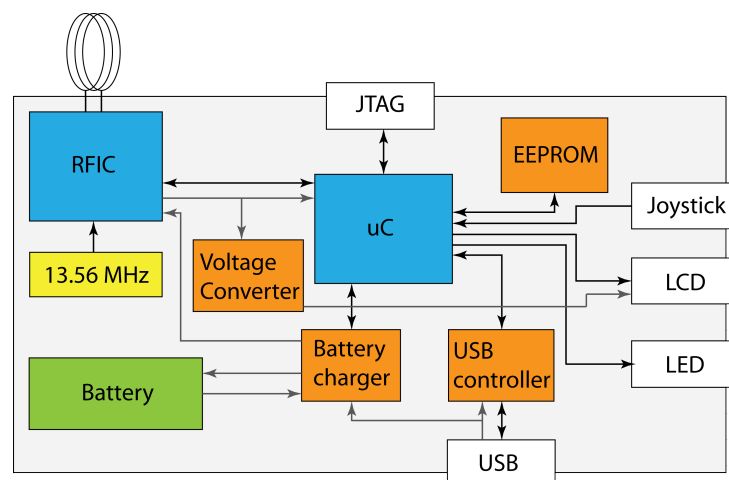 JTAG
RFIC
EEPROM
Joystick
uC
13.56 MHz
Voltage
Converter
LCD
Battery
charger
USB
controller
LED
Battery
USB